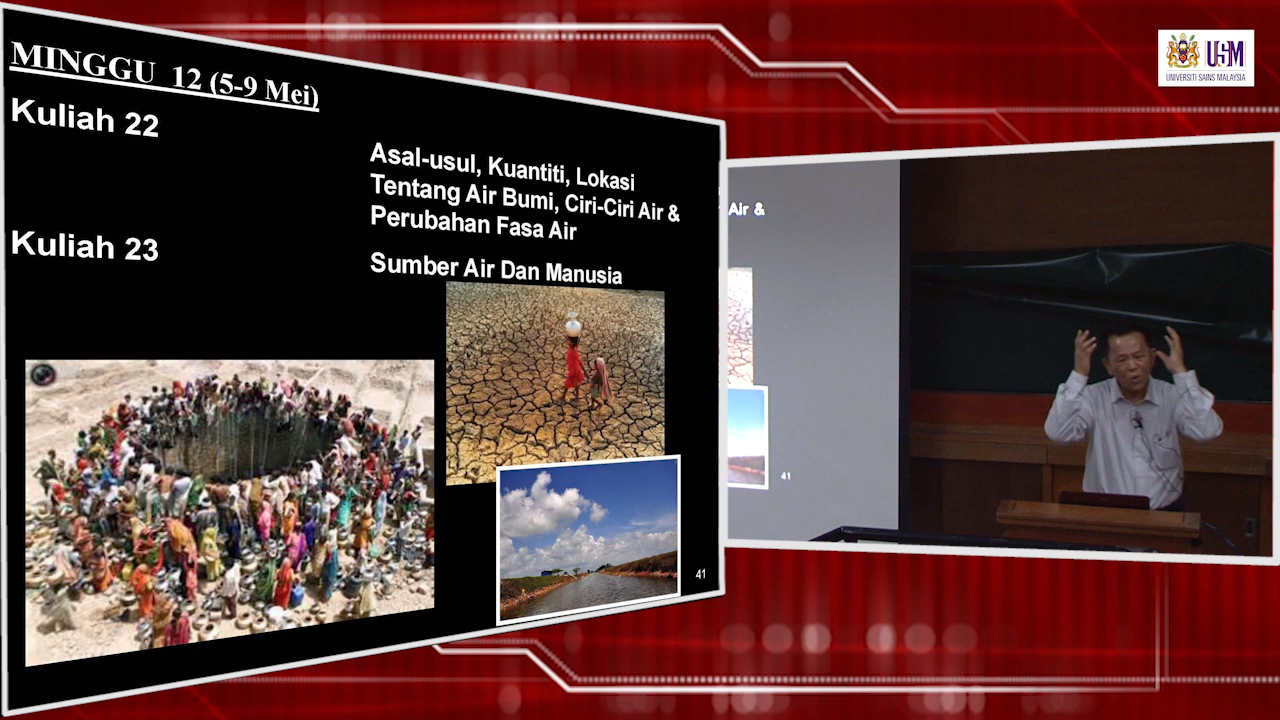 MINGGU 12 (5-9 Mei)
Kuliah 22
Asal-usul, Kuantiti, Lokasi
Tentang Air Bumi, Ciri-Ciri Air &
Perubahan Fasa Air
Kuliah 23
Sumber Air Dan Manusia
41
USM
UNIVERSITI SAINS MALAYSIA
Air &
41